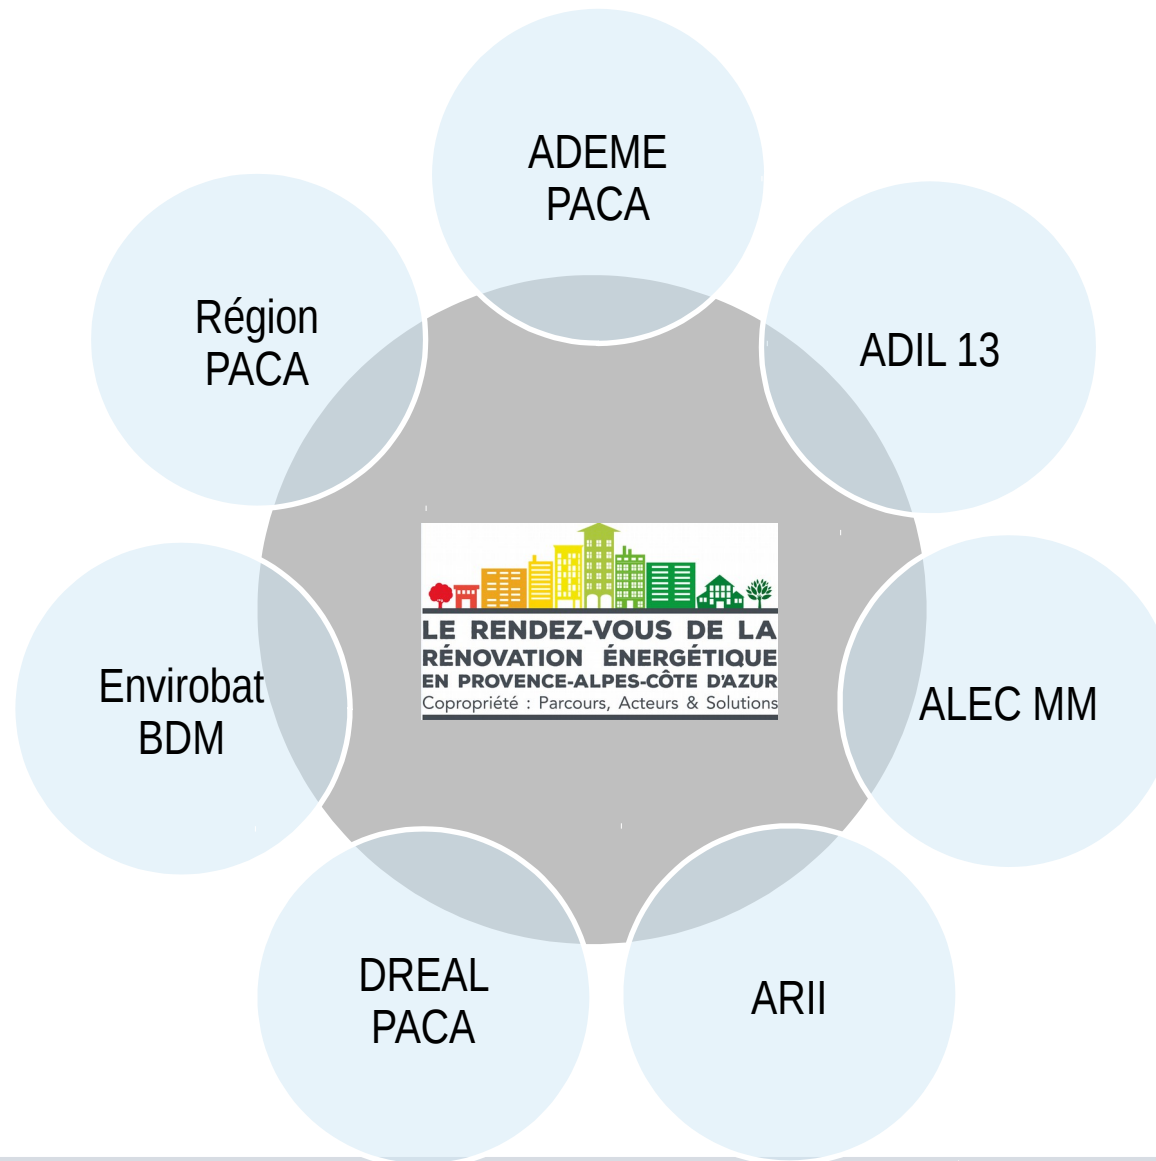 ADEME
PACA
ADIL 13
ALEC MM
ARII
DREAL
PACA
Envirobat
BDM
Région
PACA
LE RENDEZ-VOUS DE LA
RÉNOVATION ÉNERGÉTIQUE
EN PROVENCE-ALPES-CÔTE D'AZUR
Copropriété : Parcours, Acteurs & Solutions